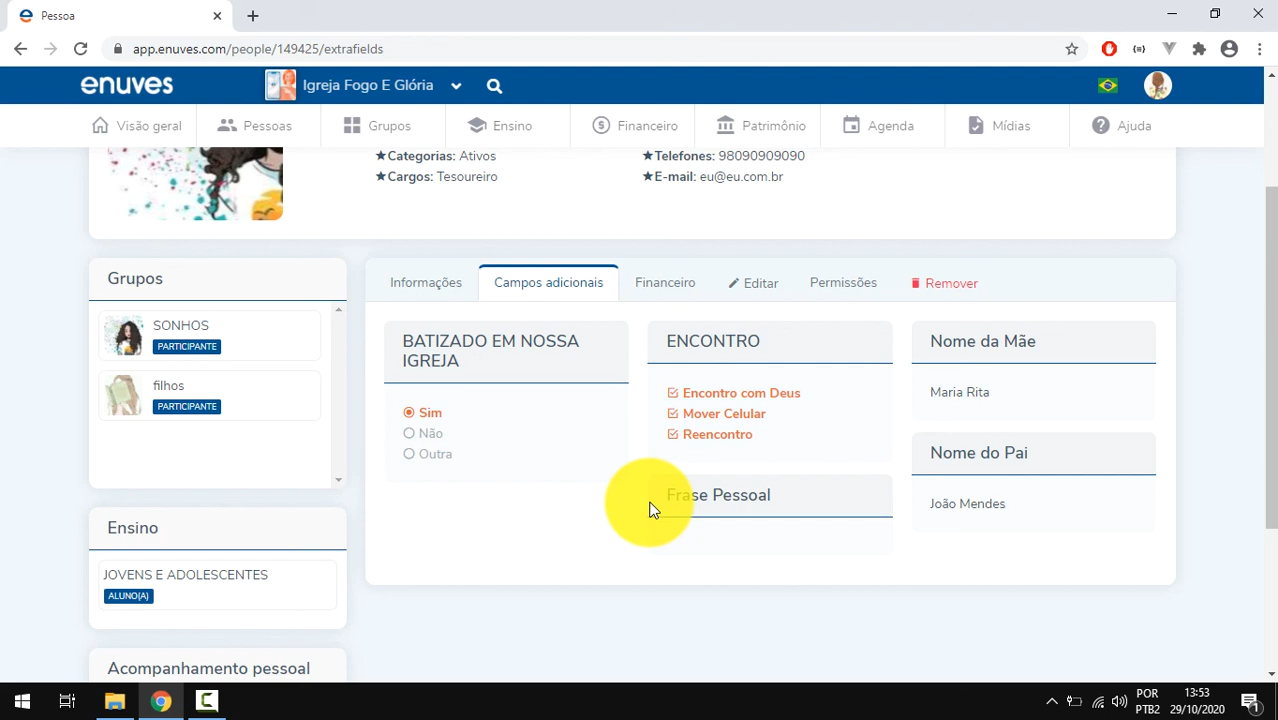 Pessoa
app.enuves.com/people/149425/extrafields
enuves
Igreja Fogo E Glória
Visão geral
Pessoas
Grupos
Ensino
Financeiro
Patrimônio
Agenda
Mídias
Ajuda
★Categorias: Ativos
★Telefones: 98090909090
★Cargos: Tesoureiro
★E-mail: eu@eu.com.br
Grupos
SONHOS
PARTICIPANTE
filhos
PARTICIPANTE
Ensino
JOVENS E ADOLESCENTES
ALUNO(A)
Acompanhamento pessoal
Informações
Campos adicionais
Financeiro
Editar
Permissões
Remover
BATIZADO EM NOSSA
IGREJA
Sim
Não
Outra
ENCONTRO
Encontro com Deus
Mover Celular
Reencontro
Frase Pessoal
Nome da Mãe
Maria Rita
Nome do Pai
João Mendes
POR
PTB2
13:53
29/10/2020
1